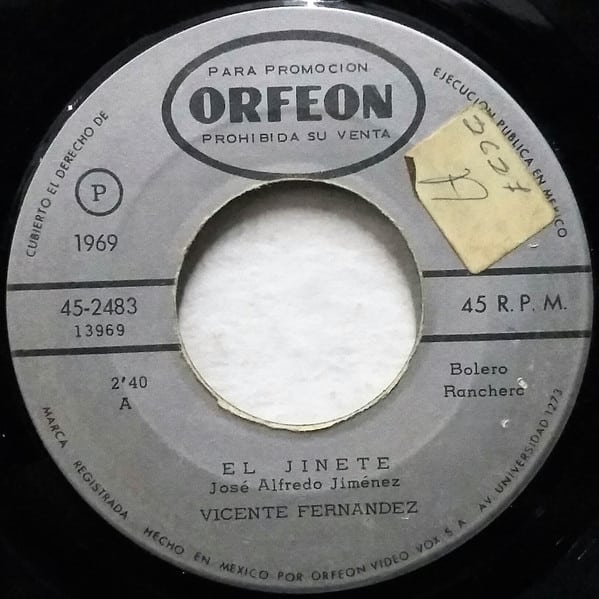 PARA PROMOCION
ORFEON
PROHIBIDA SU VENTA
CUBIERTO EL DERECHO DE
EJECUCION PUBLICA EN MEXICO
P
1969
45-2483
13969
45 R.P.M.
2'40
A
Bolero
Ranchero
EL JINETE
José Alfredo Jiménez
VICENTE FERNANDEZ
MARCA REGISTRADA HECHO EN MEXICO POR ORFEON VIDEO VOX S.A. AV. UNIVERSIDAD 1273